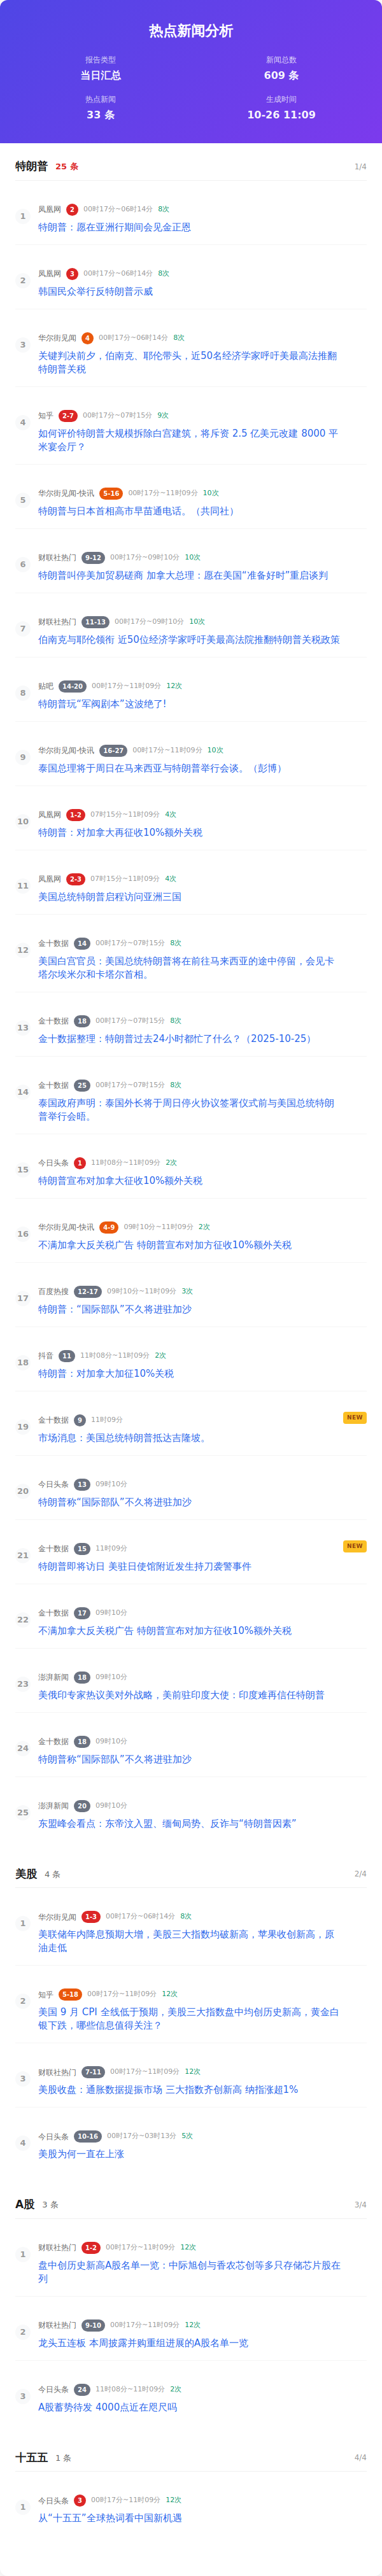 热点新闻分析
报告类型
新闻总数
当日汇总
609 条
热点新闻
生成时间
33 条
10-26 11:09
特朗普 25 条 1/4
1
凤凰网 2 00时17分~06时14分 8次
特朗普：愿在亚洲行期间会见金正恩
2
凤凰网 3 00时17分~06时14分 8次
韩国民众举行反特朗普示威
3
华尔街见闻 4 00时17分~06时14分 8次
关键判决前夕，伯南克、耶伦带头，近50名经济学家呼吁美最高法推翻
特朗普关税
4
知乎 2-7 00时17分~07时15分 9次
如何评价特朗普大规模拆除白宫建筑，将斥资 2.5 亿美元改建 8000 平
米宴会厅？
5
华尔街见闻-快讯 5-16 00时17分~11时09分 10次
特朗普与日本首相高市早苗通电话。（共同社）
6
财联社热门 9-12 00时17分~09时10分 10次
特朗普叫停美加贸易磋商 加拿大总理：愿在美国“准备好时”重启谈判
7
财联社热门 11-13 00时17分~09时10分 10次
伯南克与耶伦领衔 近50位经济学家呼吁美最高法院推翻特朗普关税政策
8
贴吧 14-20 00时17分~11时09分 12次
特朗普玩“军阀剧本”这波绝了!
9
华尔街见闻-快讯 16-27 00时17分~11时09分 10次
泰国总理将于周日在马来西亚与特朗普举行会谈。（彭博）
10
凤凰网 1-2 07时15分~11时09分 4次
特朗普：对加拿大再征收10%额外关税
11
凤凰网 2-3 07时15分~11时09分 4次
美国总统特朗普启程访问亚洲三国
12
金十数据 14 00时17分~07时15分 8次
美国白宫官员：美国总统特朗普将在前往马来西亚的途中停留，会见卡
塔尔埃米尔和卡塔尔首相。
13
金十数据 18 00时17分~07时15分 8次
金十数据整理：特朗普过去24小时都忙了什么？（2025-10-25）
14
金十数据 25 00时17分~07时15分 8次
泰国政府声明：泰国外长将于周日停火协议签署仪式前与美国总统特朗
普举行会晤。
15
今日头条 1 11时08分~11时09分 2次
特朗普宣布对加拿大征收10%额外关税
16
华尔街见闻-快讯 4-9 09时10分~11时09分 2次
不满加拿大反关税广告 特朗普宣布对加方征收10%额外关税
17
百度热搜 12-17 09时10分~11时09分 3次
特朗普：“国际部队”不久将进驻加沙
18
抖音 11 11时08分~11时09分 2次
特朗普：对加拿大加征10%关税
19
金十数据 9 11时09分 NEW
市场消息：美国总统特朗普抵达吉隆坡。
20
今日头条 13 09时10分
特朗普称“国际部队”不久将进驻加沙
21
金十数据 15 11时09分 NEW
特朗普即将访日 美驻日使馆附近发生持刀袭警事件
22
金十数据 17 09时10分
不满加拿大反关税广告 特朗普宣布对加方征收10%额外关税
23
澎湃新闻 18 09时10分
美俄印专家热议美对外战略，美前驻印度大使：印度难再信任特朗普
24
金十数据 18 09时10分
特朗普称“国际部队”不久将进驻加沙
25
澎湃新闻 20 09时10分
东盟峰会看点：东帝汶入盟、缅甸局势、反诈与“特朗普因素”
美股 4 条 2/4
1
华尔街见闻 1-3 00时17分~06时14分 8次
美联储年内降息预期大增，美股三大指数均破新高，苹果收创新高，原
油走低
2
知乎 5-18 00时17分~11时09分 12次
美国 9 月 CPI 全线低于预期，美股三大指数盘中均创历史新高，黄金白
银下跌，哪些信息值得关注？
3
财联社热门 7-11 00时17分~11时09分 12次
美股收盘：通胀数据提振市场 三大指数齐创新高 纳指涨超1%
4
今日头条 10-16 00时17分~03时13分 5次
美股为何一直在上涨
A股 3 条 3/4
1
财联社热门 1-2 00时17分~11时09分 12次
盘中创历史新高A股名单一览：中际旭创与香农芯创等多只存储芯片股在
列
2
财联社热门 9-10 00时17分~11时09分 12次
龙头五连板 本周披露并购重组进展的A股名单一览
3
今日头条 24 11时08分~11时09分 2次
A股蓄势待发 4000点近在咫尺吗
十五五 1 条 4/4
1
今日头条 3 00时17分~11时09分 12次
从“十五五”全球热词看中国新机遇